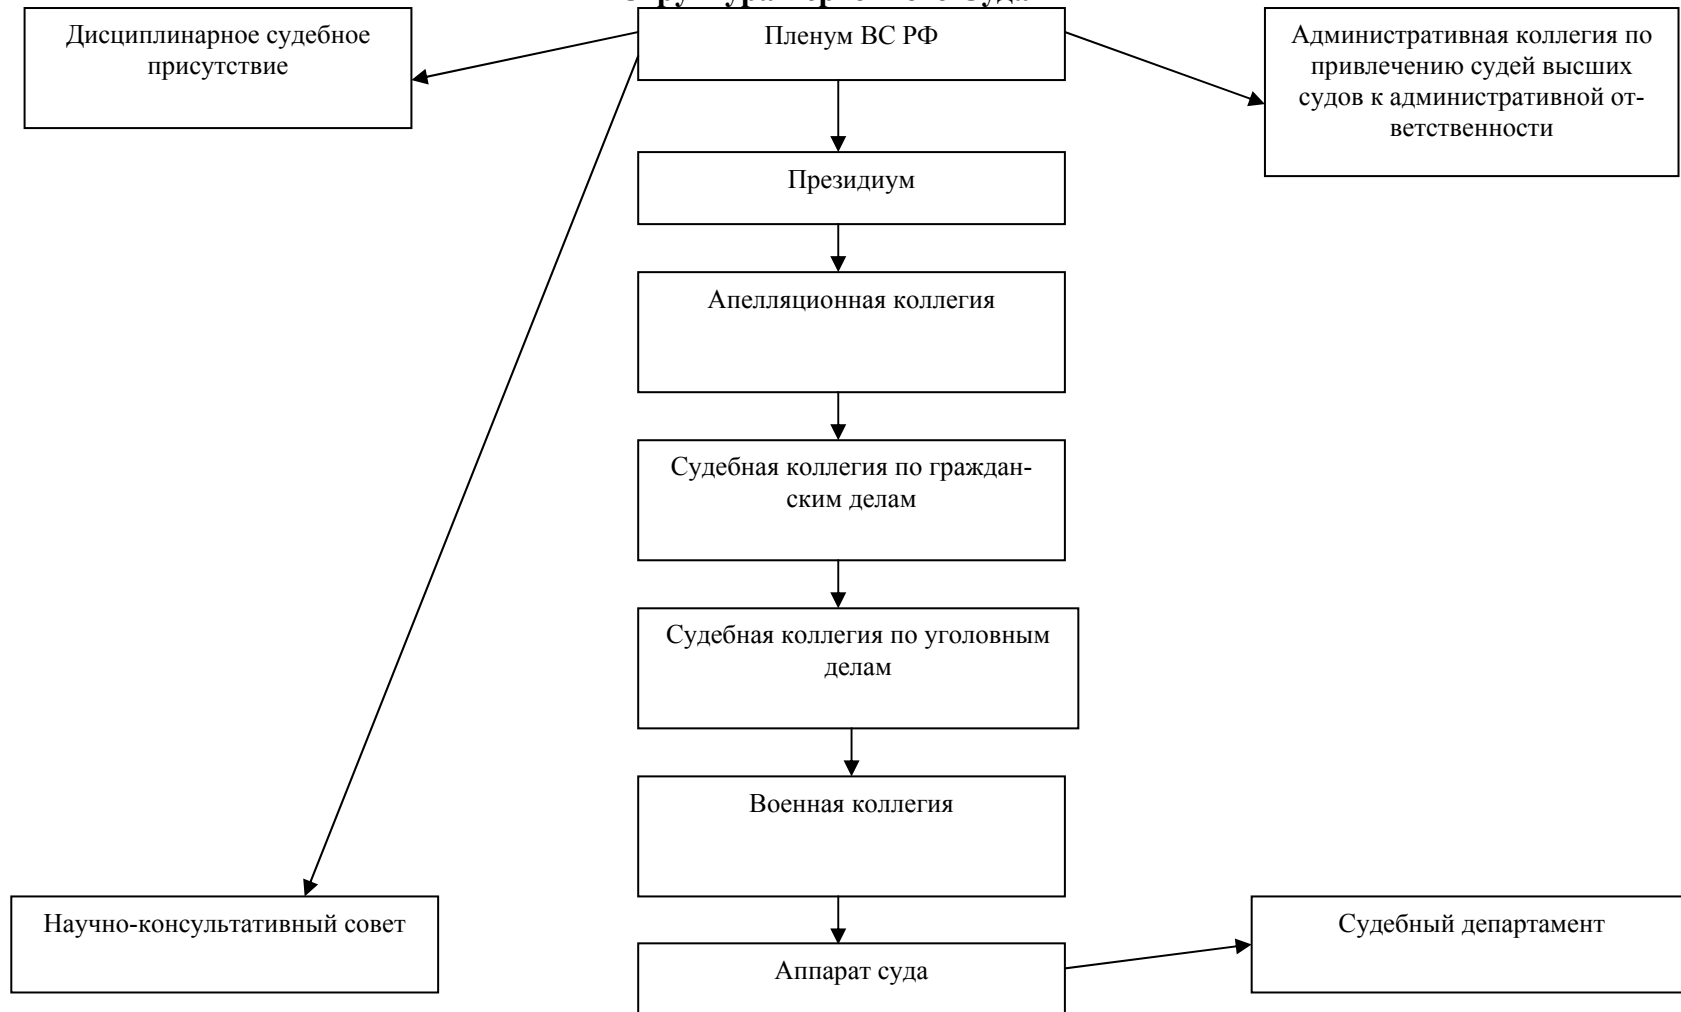 Дисциплинарное судебное
присутствие
Пленум ВС РФ
Административная коллегия по
привлечению судей высших
судов к административной от-
ветственности
Президиум
Апелляционная коллегия
Судебная коллегия по граждан-
ским делам
Судебная коллегия по уголовным
делам
Военная коллегия
Научно-консультативный совет
Судебный департамент
Аппарат суда